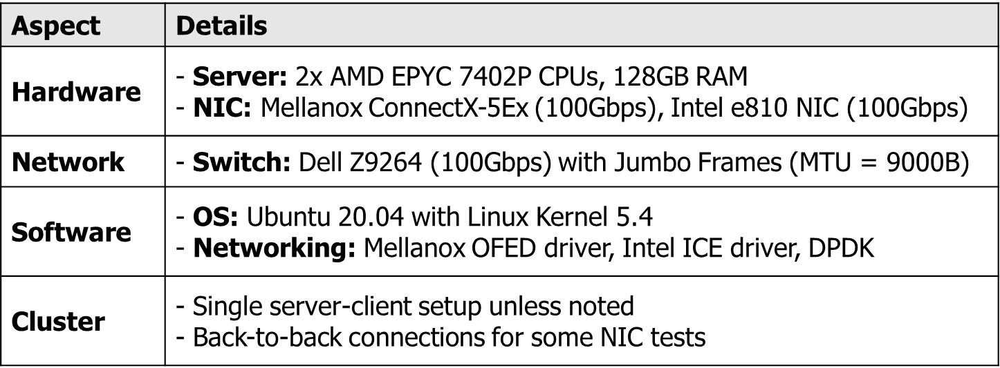 Aspect Details
Hardware
- Server: 2x AMD EPYC 7402P CPUs, 128GB RAM
- NIC: Mellanox ConnectX-5Ex (100Gbps), Intel e810 NIC (100Gbps)
Network - Switch: Dell Z9264 (100Gbps) with Jumbo Frames (MTU = 9000B)
Software
- OS: Ubuntu 20.04 with Linux Kernel 5.4
- Networking: Mellanox OFED driver, Intel ICE driver, DPDK
Cluster
- Single server-client setup unless noted
- Back-to-back connections for some NIC tests